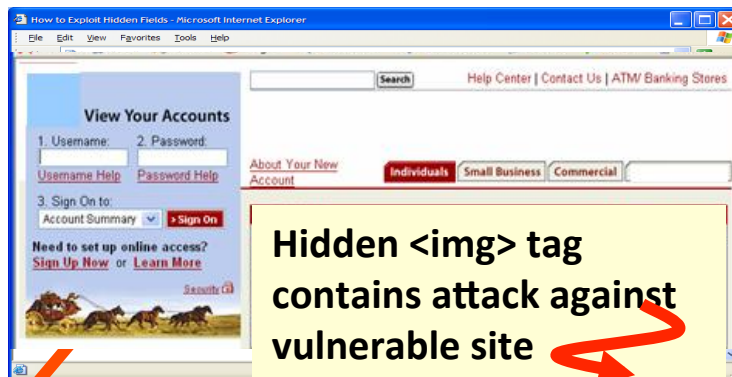 How to Exploit Hidden Fields - Microsoft Internet Explorer
File Edit View Favorites Tools Help
Search
Help Center | Contact Us | ATM/ Banking Stores
View Your Accounts
1. Username: 2. Password:
Username Help Password Help
About Your New
Account
Individuals Small Business Commercial
3. Sign On to:
Account Summary › Sign On
Need to set up online access?
Sign Up Now or Learn More
Security
Hidden <img> tag
contains attack against
vulnerable site